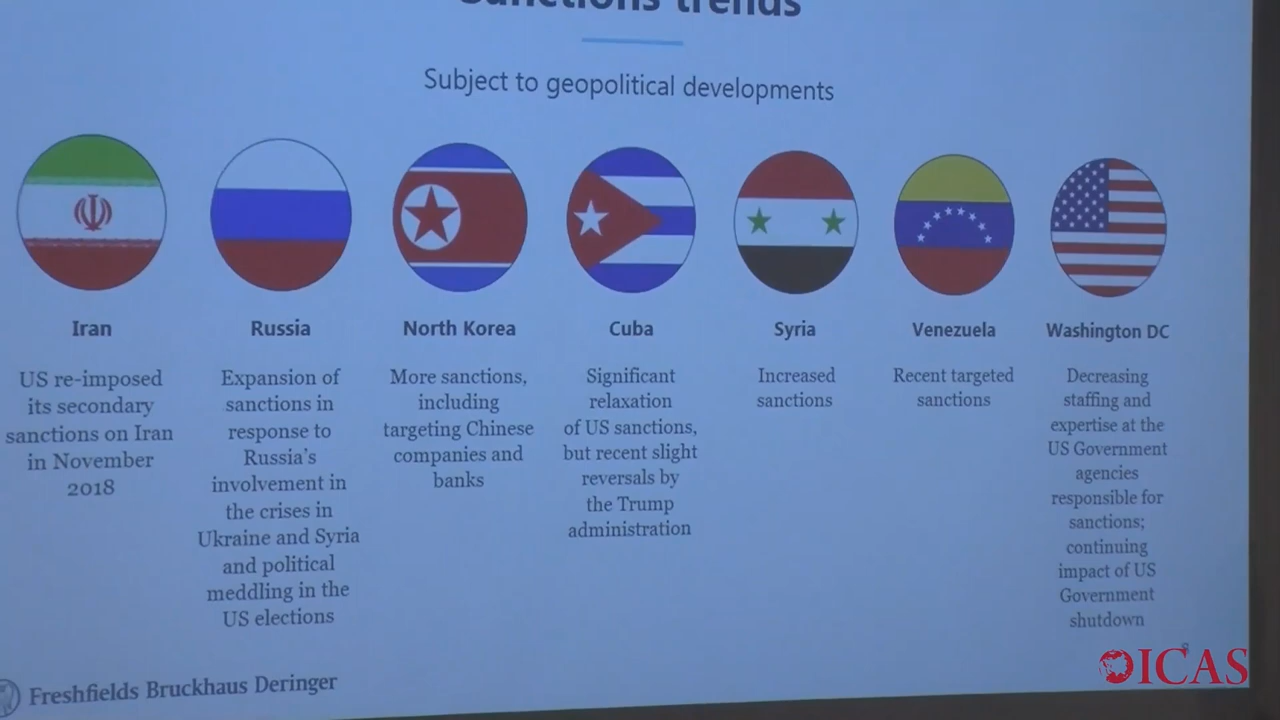 Sanctions trends
Subject to geopolitical developments
Iran
US re-imposed
its secondary
sanctions on Iran
in November
2018
Russia
Expansion of
sanctions in
response to
Russia's
involvement in
the crises in
Ukraine and Syria
and political
meddling in the
US elections
North Korea
More sanctions,
including
targeting Chinese
companies and
banks
Cuba
Significant
relaxation
of US sanctions,
but recent slight
reversals by
the Trump
administration
Syria
Increased
sanctions
Venezuela
Recent targeted
sanctions
Washington DC
Decreasing
staffing and
expertise at the
US Government
agencies
responsible for
sanctions;
continuing
impact of US
Government
shutdown
Freshfields Bruckhaus Deringer
ICAS